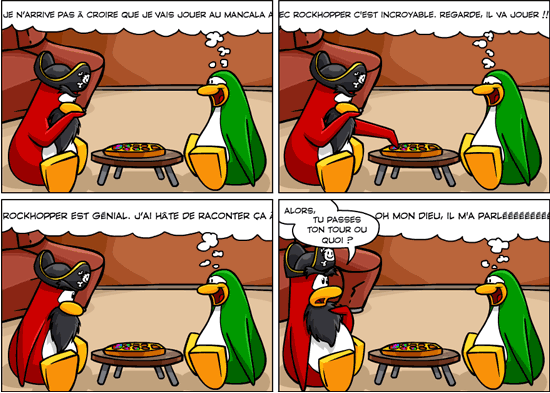 JE N'ARRIVE PAS À CROIRE QUE JE VAIS JOUER AU MANCALA A
EC ROCKHOPPER C'EST INCROYABLE. REGARDE, IL VA JOUER !!
ROCKHOPPER EST GÉNIAL. J'AI HÂTE DE RACONTER ÇA À
ALORS,
TU PASSES
TON TOUR OU
QUOI ?
OH MON DIEU, IL M'A PARLÉÉÉÉÉÉÉÉÉ